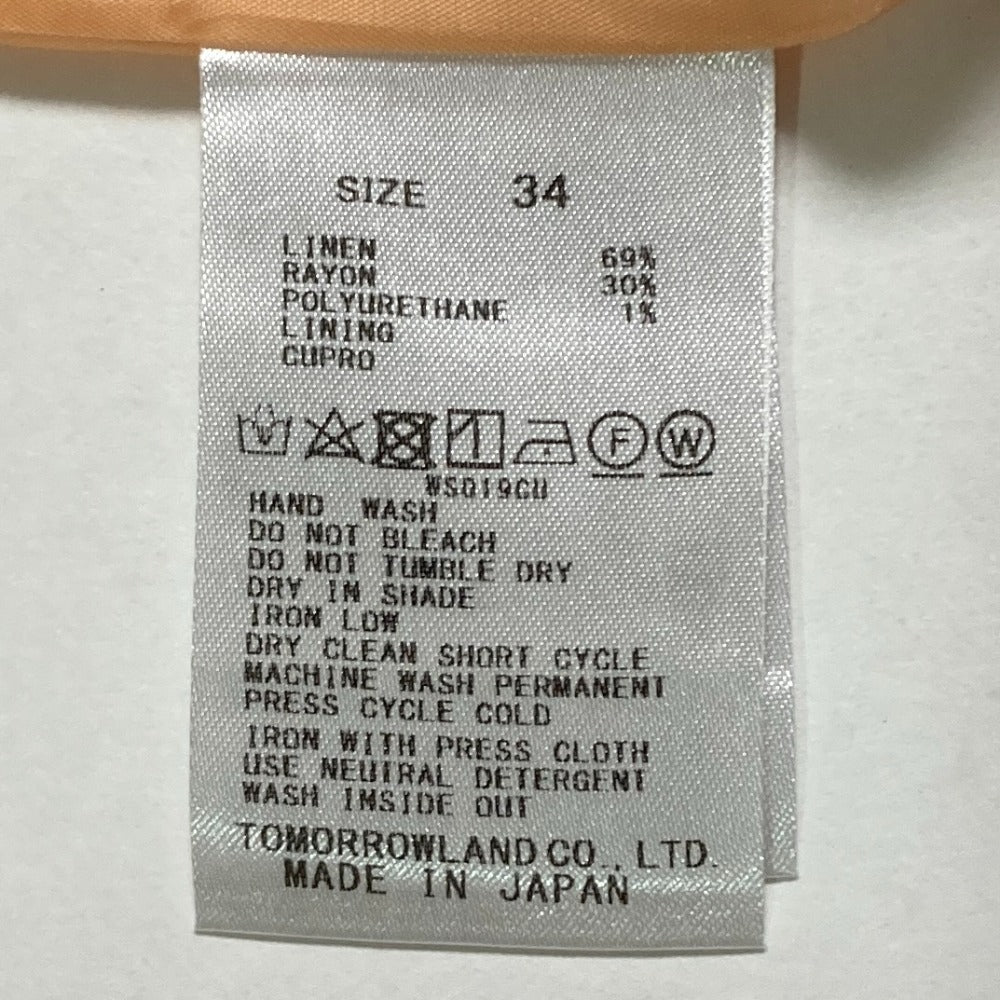 SIZE 34
LINEN 69%
RAYON 30%
POLYURETHANE 1%
LINING
CUPRO
F W
WS019CU
HAND WASH
DO NOT BLEACH
DO NOT TUMBLE DRY
DRY IN SHADE
IRON LOW
DRY CLEAN SHORT CYCLE
MACHINE WASH PERMANENT
PRESS CYCLE COLD
IRON WITH PRESS CLOTH
USE NEUTRAL DETERGENT
WASH INSIDE OUT
TOMORROWLAND CO., LTD.
MADE IN JAPAN